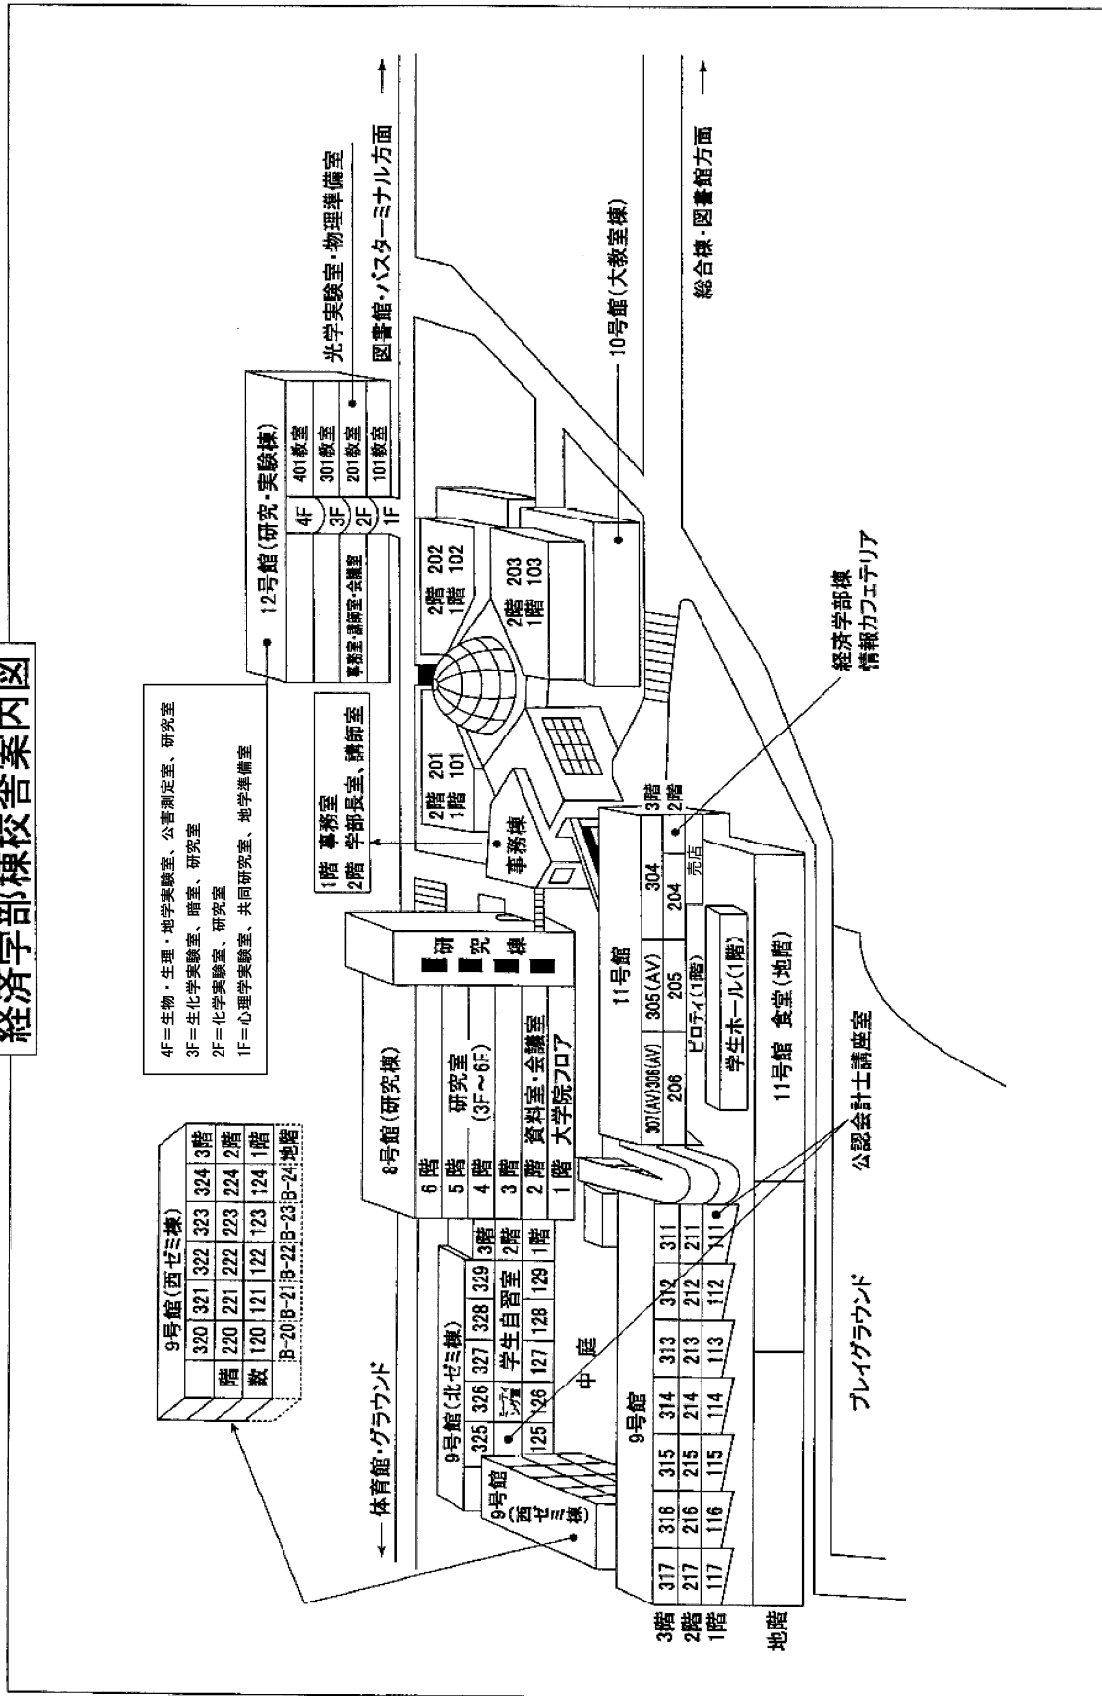 経済学部棟校舎案内図
9号館(西ゼミ棟)
320 321 322 323 324 3階
階 220 221 222 223 224 2階
数 120 121 122 123 124 1階
B-20 B-21 B-22 B-23 B-24 地階
4F=生物・生理・地学実験室、公害測定室、研究室
3F=生化学実験室、暗室、研究室
2F=化学実験室、研究室
1F=心理学実験室、共同研究室、地学準備室
12号館(研究・実験棟)
4F 401教室
3F 301教室
事務室・講師室・会議室 2F 201教室
1F 101教室
光学実験室・物理準備室
図書館・バスターミナル方面 →
1階 事務室
2階 学部長室、講師室
← 体育館・グラウンド
8号館(研究棟)
6階
5階 研究室
4階 (3F~6F)
3階
2階 資料室・会議室
1階 大学院フロア
研究棟
9号館(北ゼミ棟)
325 326 327 328 329 3階
ミーティング室 学生自習室 2階
125 126 127 128 129 1階
9号館
(西ゼミ棟)
中庭
事務棟
2階 201
1階 101
2階 202
1階 102
2階 203
1階 103
10号館(大教室棟)
11号館
307(AV) 306(AV) 305(AV) 304 3階
206 205 204 2階
ピロティ(1階) 売店
学生ホール(1階)
11号館 食堂(地階)
経済学部棟
情報カフェテリア
総合棟・図書館方面 →
9号館
3階 317 316 315 314 313 312 311
2階 217 216 215 214 213 212 211
1階 117 116 115 114 113 112 111
地階
公認会計士講座室
プレイグラウンド